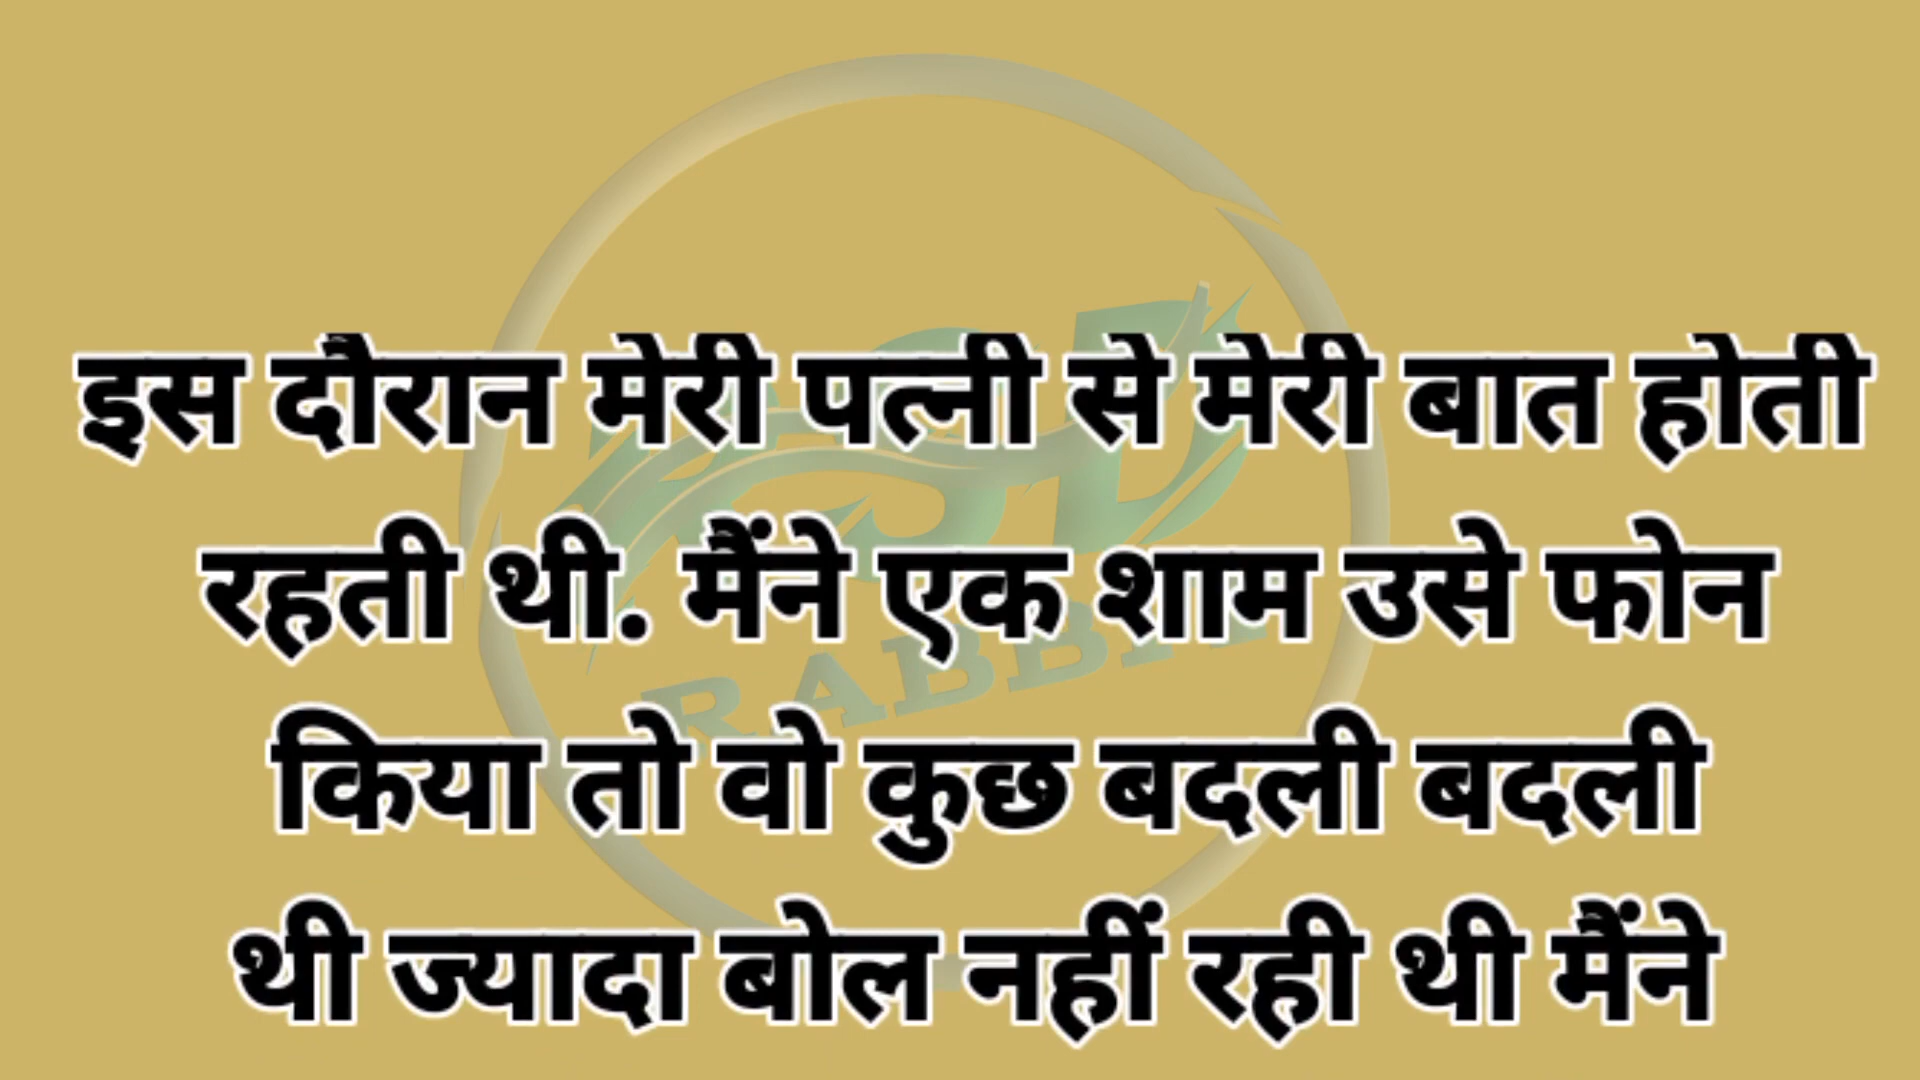 इस दौरान मेरी पत्नी से मेरी बात होती
रहती थी. मैंने एक शाम उसे फोन
किया तो वो कुछ बदली बदली
थी ज्यादा बोल नहीं रही थी मैंने